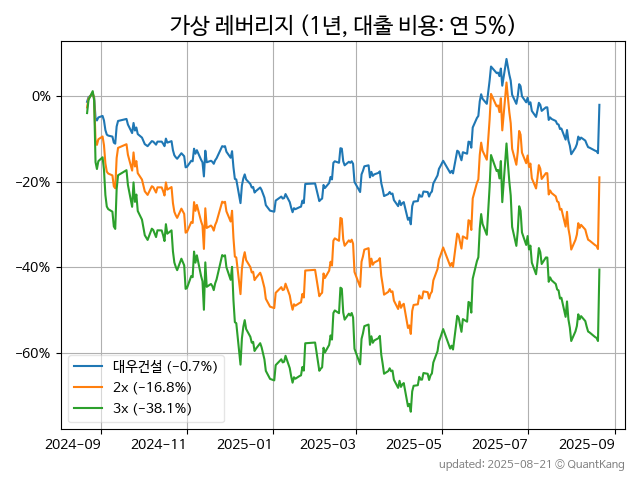 가상 레버리지 (1년, 대출 비용: 연 5%)
0%
−20%
−40%
−60%
대우건설 (−0.7%)
2x (−16.8%)
3x (−38.1%)
2024-09 2024-11 2025-01 2025-03 2025-05 2025-07 2025-09
updated: 2025-08-21 © QuantKang